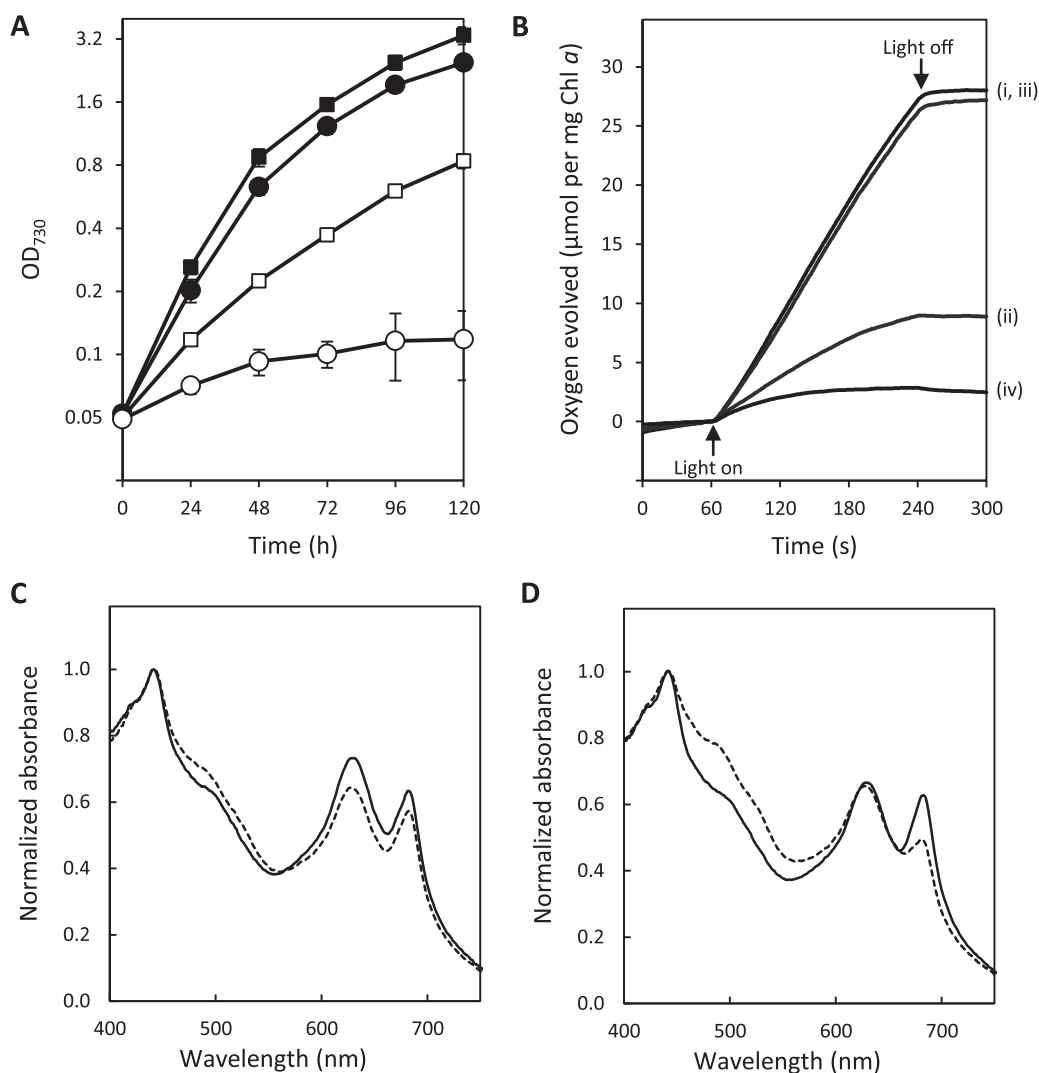 A
OD730
3.2
1.6
0.8
0.4
0.2
0.1
0.05
0 24 48 72 96 120
Time (h)
B
Oxygen evolved (µmol per mg Chl a)
30
25
20
15
10
5
0
Light off
(i, iii)
(ii)
(iv)
Light on
0 60 120 180 240 300
Time (s)
C
Normalized absorbance
1.0
0.8
0.6
0.4
0.2
0.0
400 500 600 700
Wavelength (nm)
D
Normalized absorbance
1.0
0.8
0.6
0.4
0.2
0.0
400 500 600 700
Wavelength (nm)